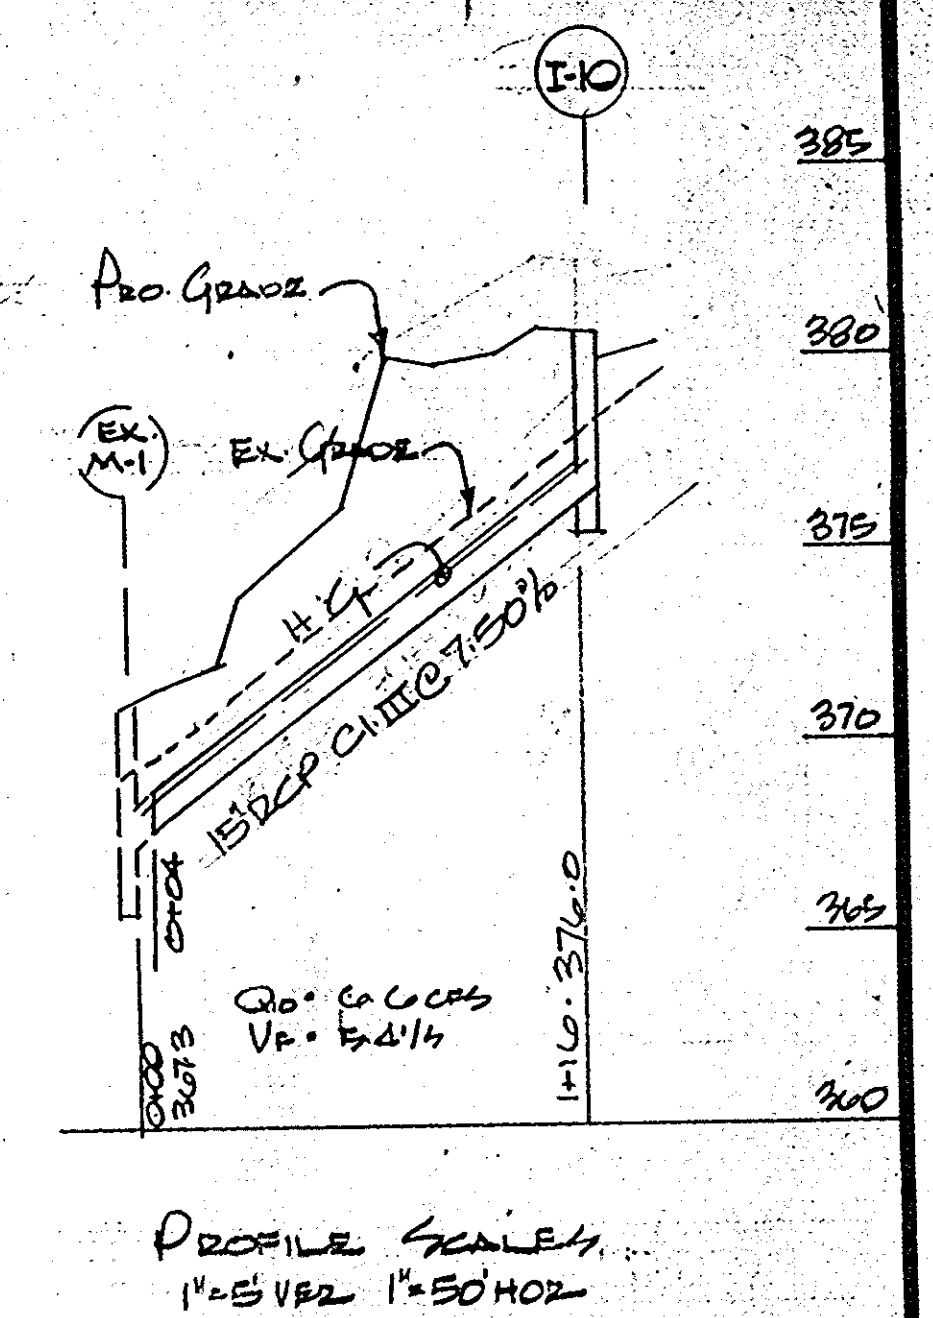 I-10
385
PRO. GRADE
380
EX.
M-1
EX. GRADE
375
H.G.
15" RCP Cl. III @ 7.50%
370
0+04
365
1+16. 376.0
0+00
367.3
360
PROFILE SCALES
1"=5' VER 1"=50' HOR